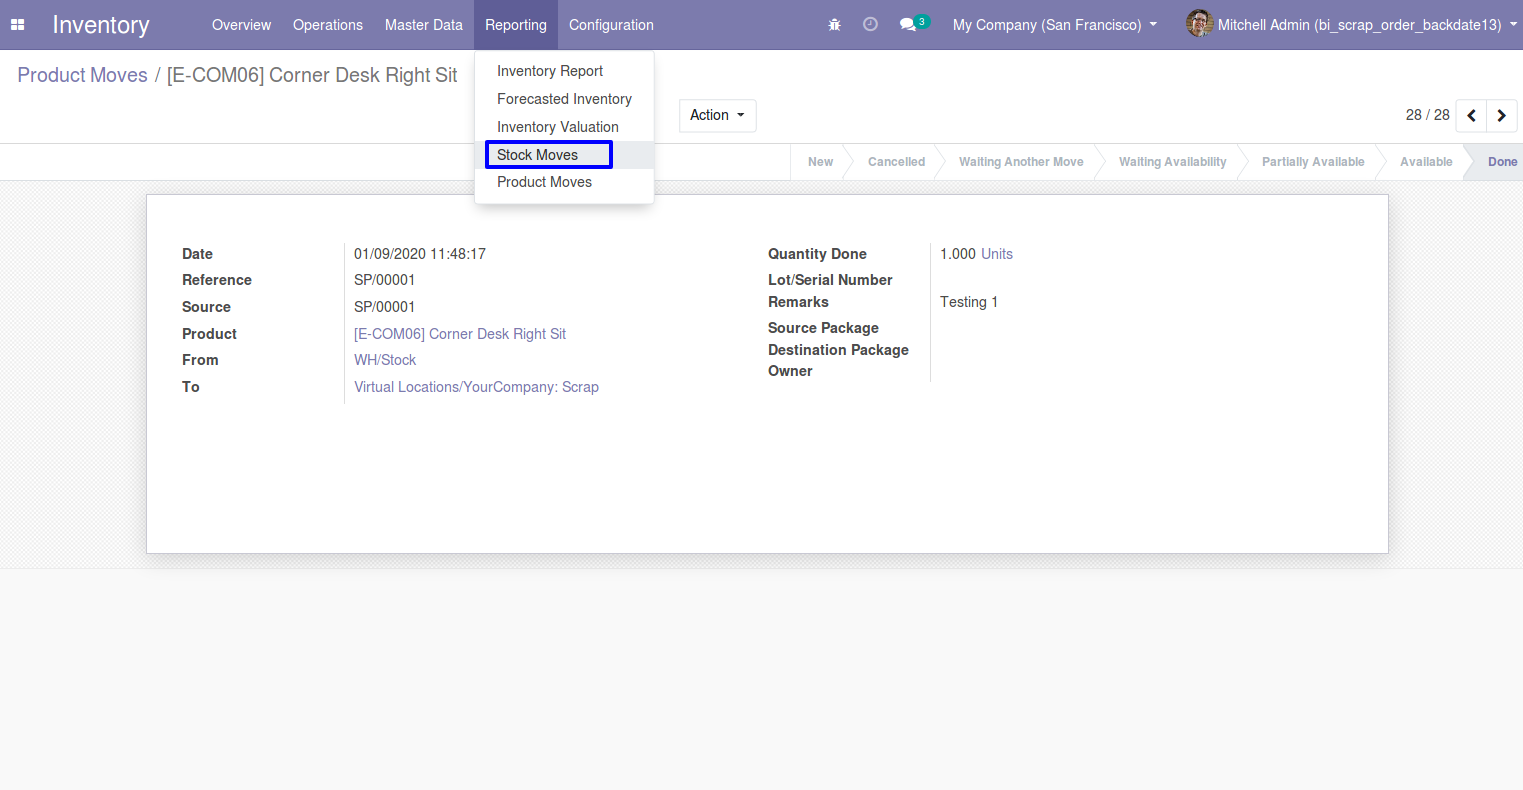 Inventory Overview Operations Master Data Reporting Configuration 3 My Company (San Francisco) Mitchell Admin (bi_scrap_order_backdate13)
Product Moves / [E-COM06] Corner Desk Right Sit
Inventory Report
Forecasted Inventory
Inventory Valuation
Stock Moves
Product Moves
Action 28 / 28
New Cancelled Waiting Another Move Waiting Availability Partially Available Available Done
Date 01/09/2020 11:48:17
Reference SP/00001
Source SP/00001
Product [E-COM06] Corner Desk Right Sit
From WH/Stock
To Virtual Locations/YourCompany: Scrap
Quantity Done 1.000 Units
Lot/Serial Number
Remarks Testing 1
Source Package
Destination Package
Owner